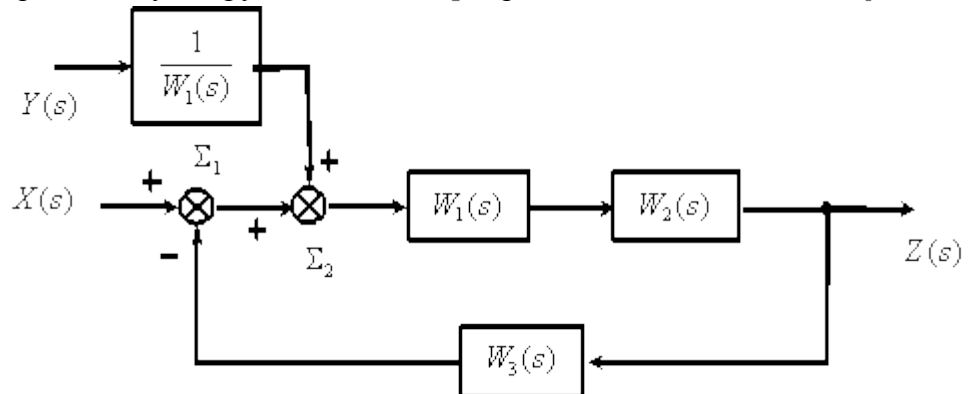 1
W₁(s)
Y(s)
Σ₁
+
+
X(s)
W₁(s)
W₂(s)
+
−
Σ₂
Z(s)
W₃(s)